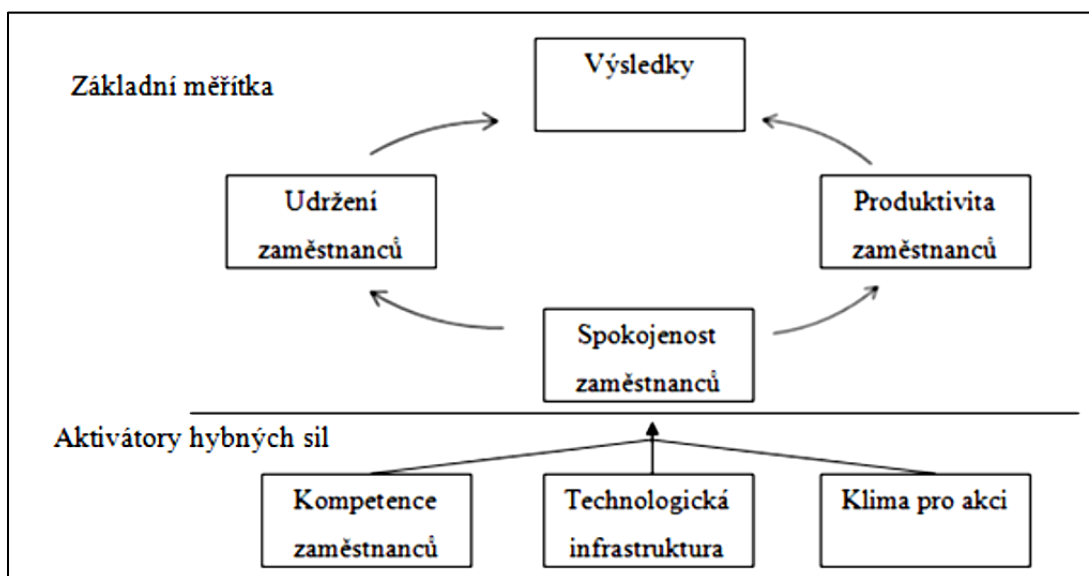 Výsledky
Základní měřítka
Udržení
zaměstnanců
Produktivita
zaměstnanců
Spokojenost
zaměstnanců
Aktivátory hybných sil
Kompetence
zaměstnanců
Technologická
infrastruktura
Klima pro akci